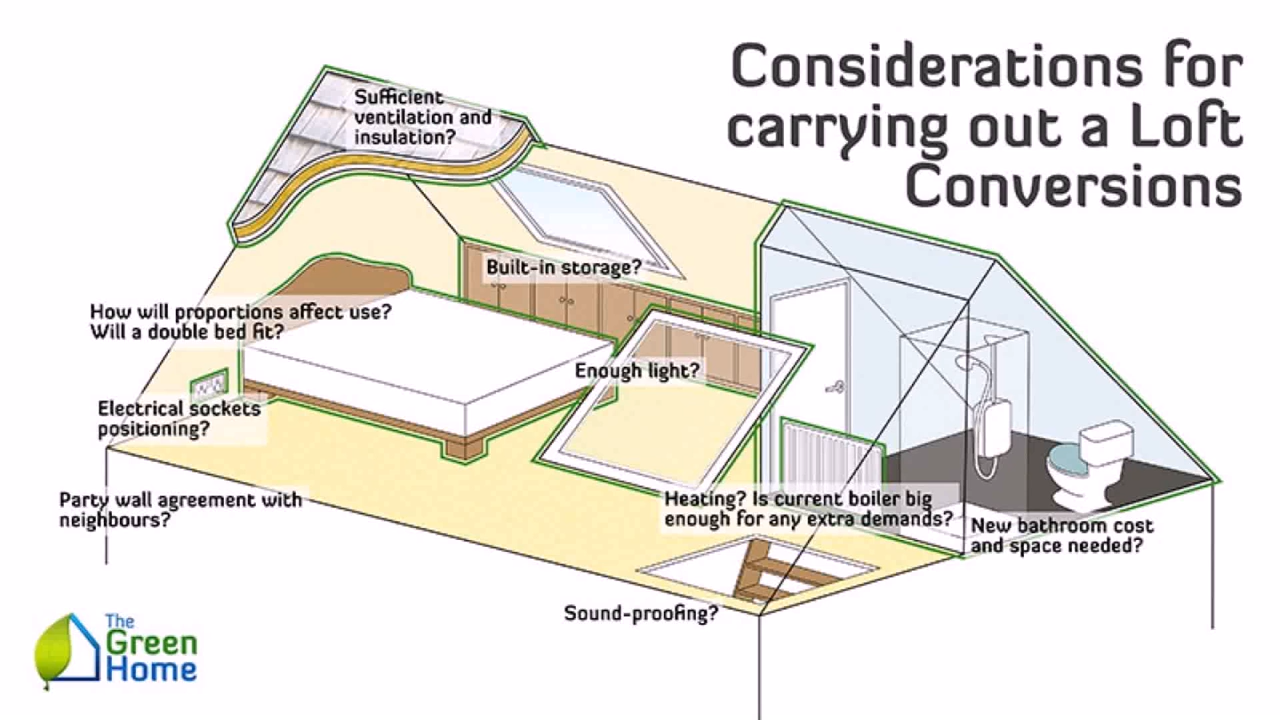 Considerations for
carrying out a Loft
Conversions
Sufficient
ventilation and
insulation?
Built-in storage?
How will proportions affect use?
Will a double bed fit?
Enough light?
Electrical sockets
positioning?
Party wall agreement with
neighbours?
Heating? Is current boiler big
enough for any extra demands?
New bathroom cost
and space needed?
Sound-proofing?
The
Green
Home